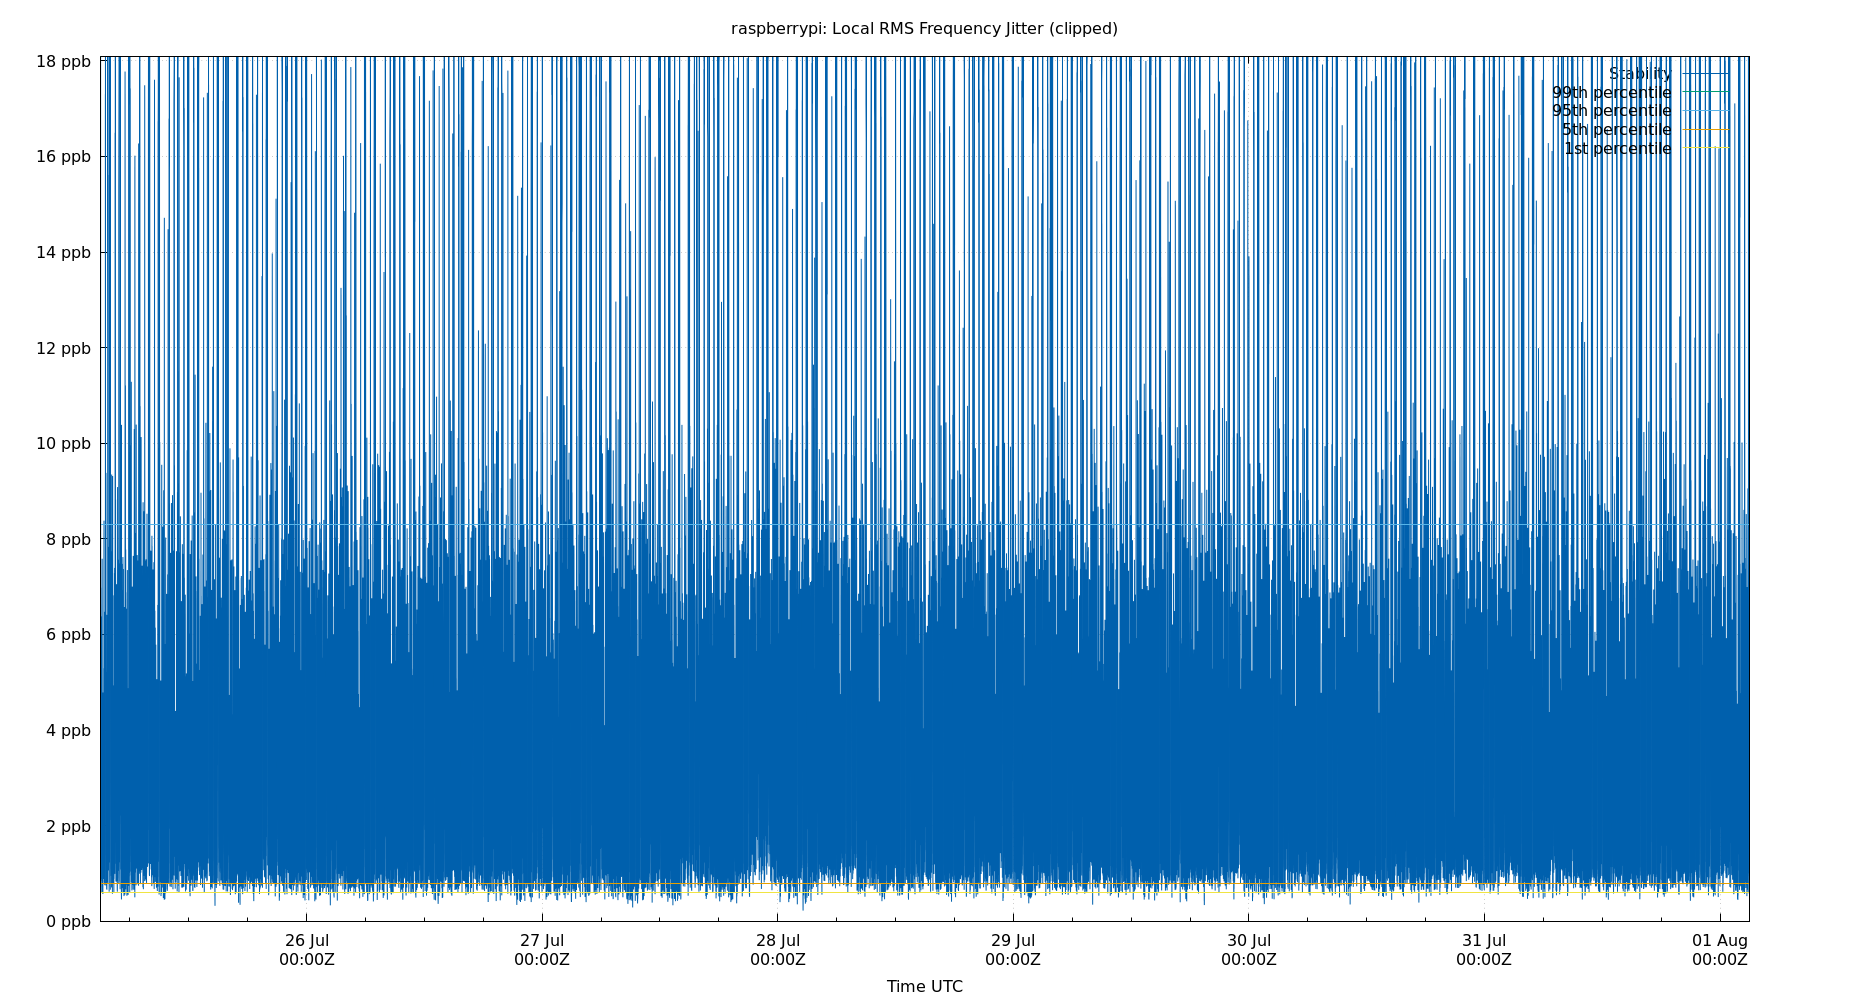 raspberrypi: Local RMS Frequency Jitter (clipped)
18 ppb
16 ppb
14 ppb
12 ppb
10 ppb
8 ppb
6 ppb
4 ppb
2 ppb
0 ppb
Stability
99th percentile
95th percentile
5th percentile
1st percentile
26 Jul
00:00Z
27 Jul
00:00Z
28 Jul
00:00Z
29 Jul
00:00Z
30 Jul
00:00Z
31 Jul
00:00Z
01 Aug
00:00Z
Time UTC